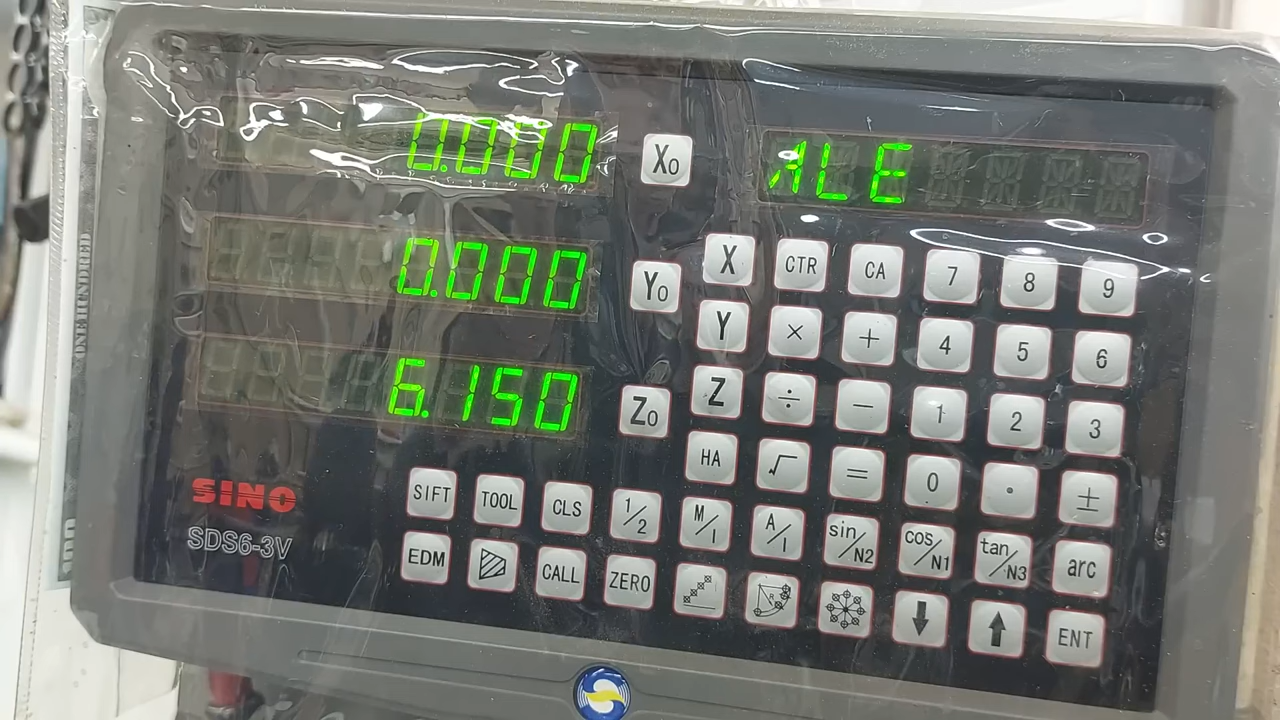 0.000
X₀
ALE
0.000
Y₀
6.150
Z₀
X CTR CA 7 8 9
Y × + 4 5 6
Z ÷ − 1 2 3
HA √ = 0 . ±
SINO
SDS6-3V
SIFT TOOL CLS 1/2 M/I A/I sin/N2 cos/N1 tan/N3 arc
EDM CALL ZERO R ⬇ ⬆ ENT